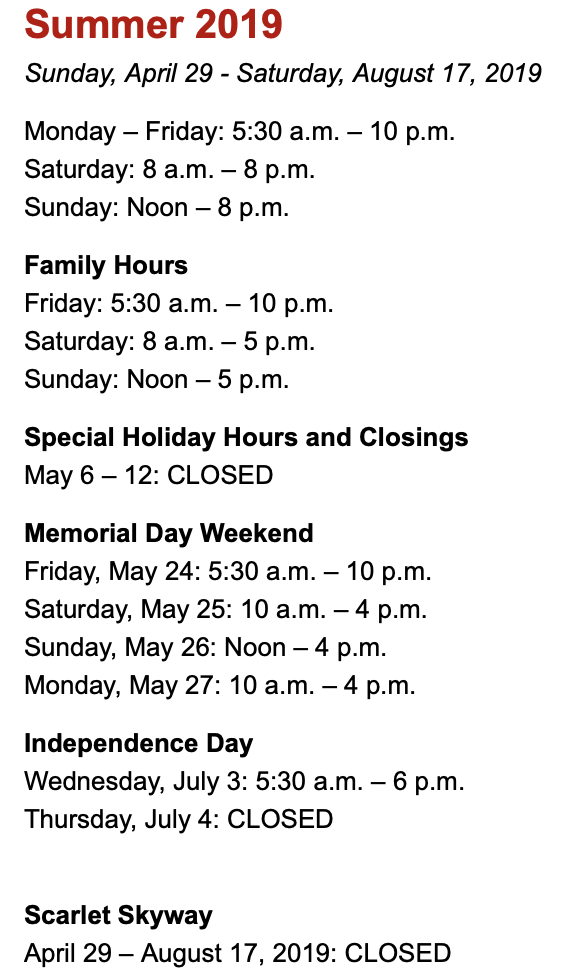 Summer 2019
Sunday, April 29 - Saturday, August 17, 2019
Monday – Friday: 5:30 a.m. – 10 p.m.
Saturday: 8 a.m. – 8 p.m.
Sunday: Noon – 8 p.m.
Family Hours
Friday: 5:30 a.m. – 10 p.m.
Saturday: 8 a.m. – 5 p.m.
Sunday: Noon – 5 p.m.
Special Holiday Hours and Closings
May 6 – 12: CLOSED
Memorial Day Weekend
Friday, May 24: 5:30 a.m. – 10 p.m.
Saturday, May 25: 10 a.m. – 4 p.m.
Sunday, May 26: Noon – 4 p.m.
Monday, May 27: 10 a.m. – 4 p.m.
Independence Day
Wednesday, July 3: 5:30 a.m. – 6 p.m.
Thursday, July 4: CLOSED
Scarlet Skyway
April 29 – August 17, 2019: CLOSED